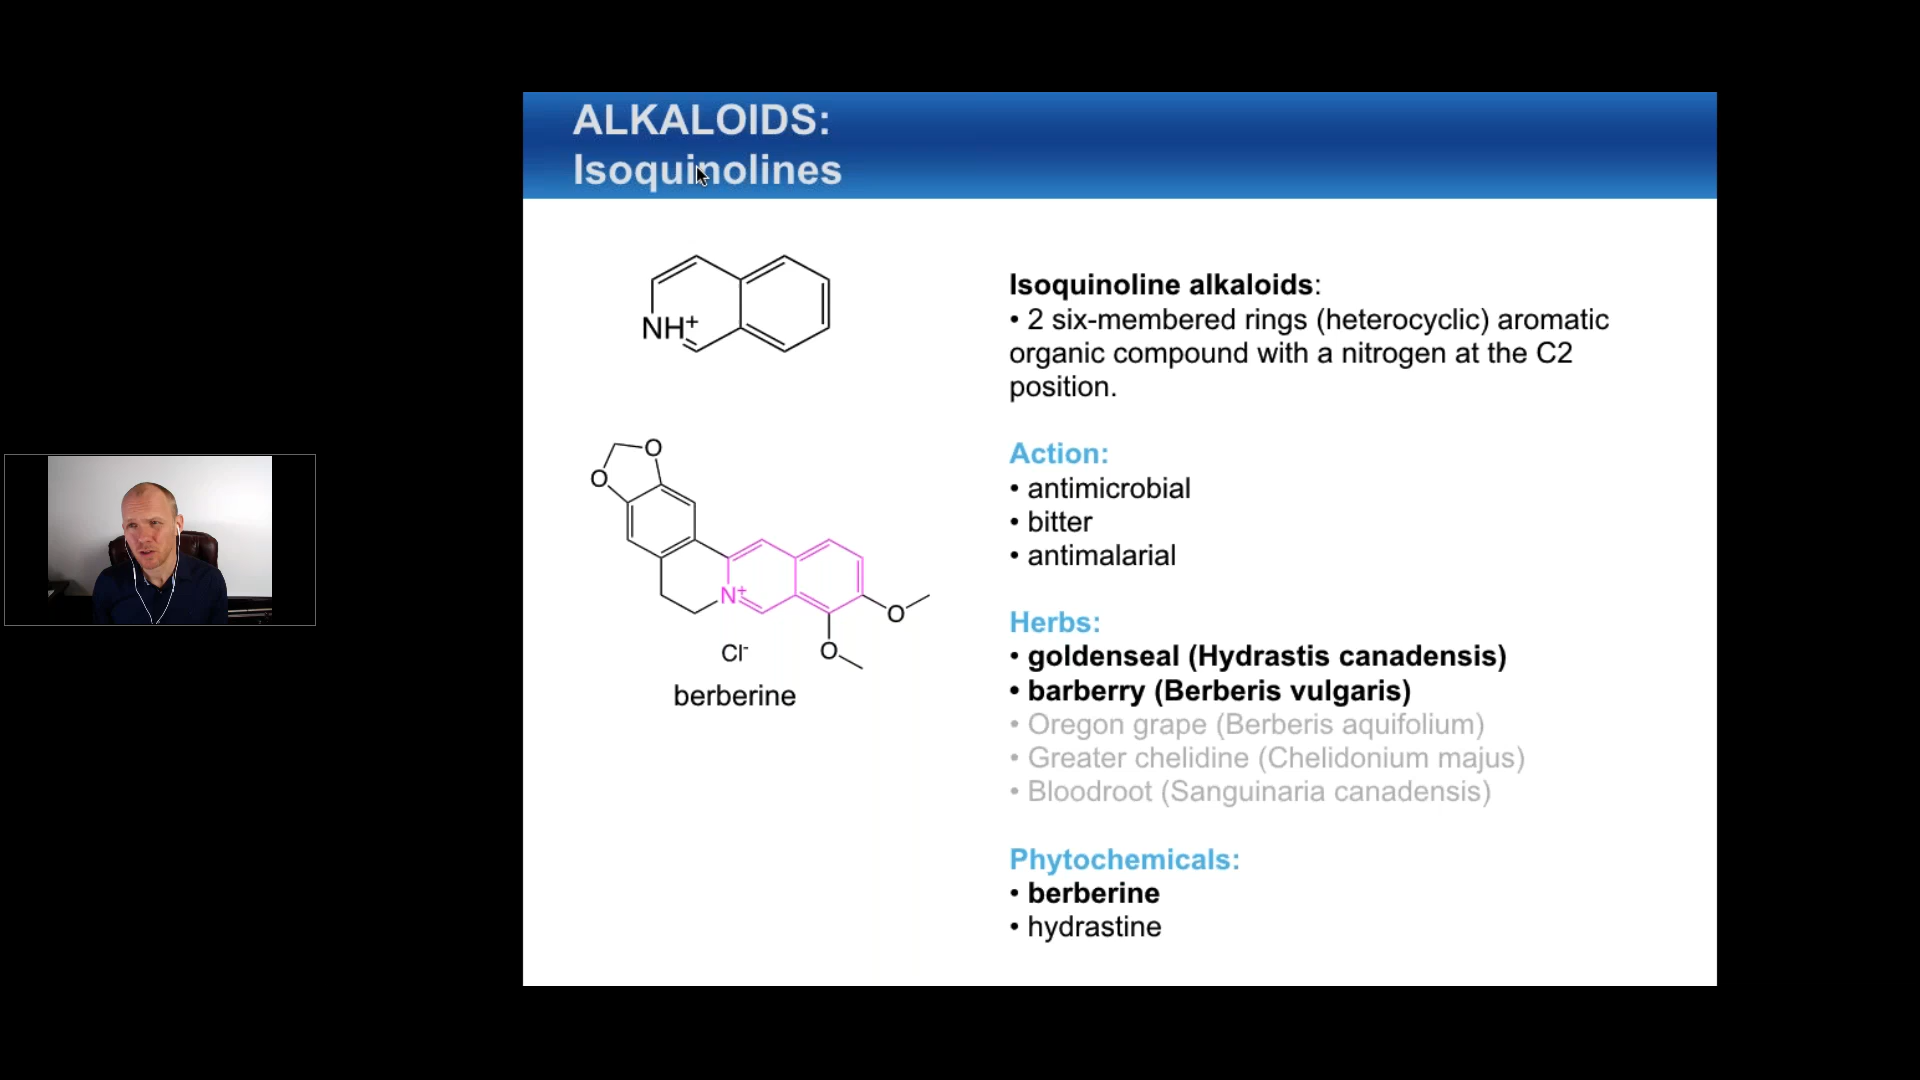 ALKALOIDS:
Isoquinolines
NH+
Isoquinoline alkaloids:
• 2 six-membered rings (heterocyclic) aromatic
organic compound with a nitrogen at the C2
position.
O
O
N+
O
O
Cl-
berberine
Action:
• antimicrobial
• bitter
• antimalarial
Herbs:
• goldenseal (Hydrastis canadensis)
• barberry (Berberis vulgaris)
• Oregon grape (Berberis aquifolium)
• Greater chelidine (Chelidonium majus)
• Bloodroot (Sanguinaria canadensis)
Phytochemicals:
• berberine
• hydrastine